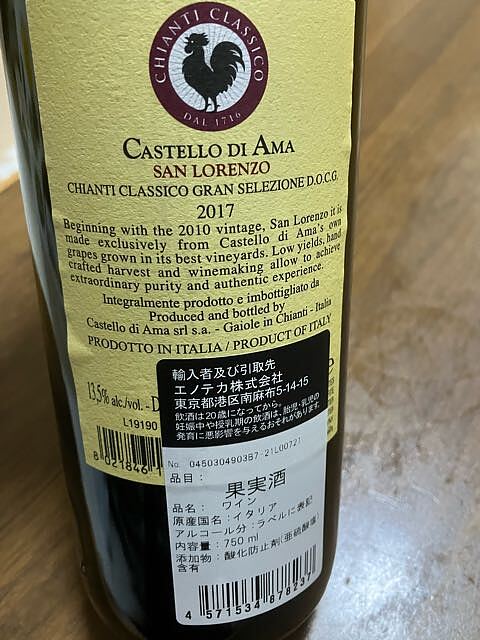 CHIANTI CLASSICO
DAL 1716
CASTELLO DI AMA
SAN LORENZO
CHIANTI CLASSICO GRAN SELEZIONE D.O.C.G.
2017
Beginning with the 2010 vintage, San Lorenzo it is
made exclusively from Castello di Ama's own
grapes grown in its best vineyards. Low yields, hand
crafted harvest and winemaking allow to achieve
extraordinary purity and authentic experience.
Integralmente prodotto e imbottigliato da
Produced and bottled by
Castello di Ama srl s.a. - Gaiole in Chianti - Italia
PRODOTTO IN ITALIA / PRODUCT OF ITALY
13,5% alc./vol. -
L19190
8 021846 1
輸入者及び引取先
エノテカ株式会社
東京都港区南麻布5-14-15
飲酒は20歳になってから。
妊娠中や授乳期の飲酒は、胎児・乳児の
発育に悪影響を与えるおそれがあります。
No. 0450304903B7-21L00721
品目：
果実酒
品名： ワイン
原産国名：イタリア
アルコール分：ラベルに表記
内容量：750 ml
添加物：酸化防止剤(亜硫酸塩)
含有
4 571534 878237